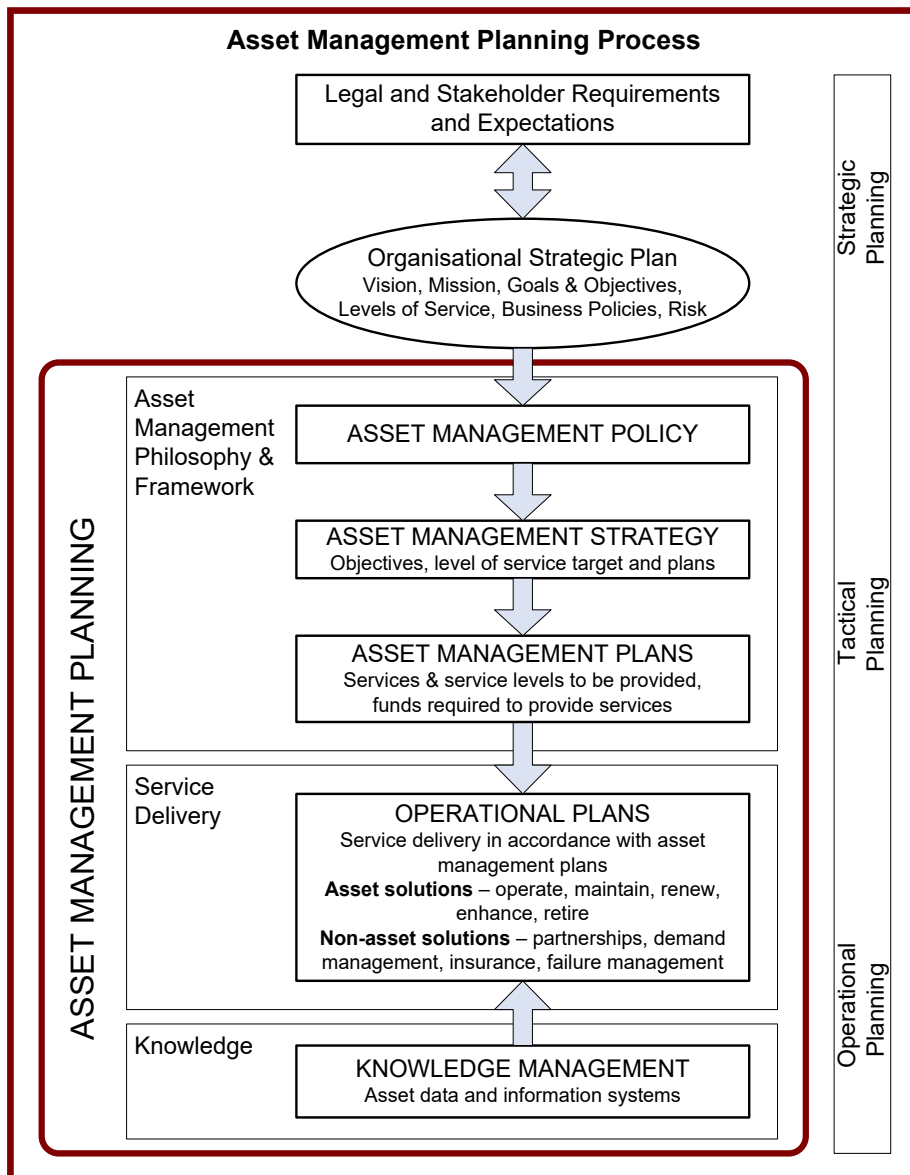 Asset Management Planning Process
Legal and Stakeholder Requirements
and Expectations
Organisational Strategic Plan
Vision, Mission, Goals & Objectives,
Levels of Service, Business Policies, Risk
Strategic
Planning
Asset
Management
Philosophy &
Framework
ASSET MANAGEMENT POLICY
ASSET MANAGEMENT STRATEGY
Objectives, level of service target and plans
ASSET MANAGEMENT PLANS
Services & service levels to be provided,
funds required to provide services
Tactical
Planning
ASSET MANAGEMENT PLANNING
Service
Delivery
OPERATIONAL PLANS
Service delivery in accordance with asset
management plans
Asset solutions – operate, maintain, renew,
enhance, retire
Non-asset solutions – partnerships, demand
management, insurance, failure management
Operational
Planning
Knowledge
KNOWLEDGE MANAGEMENT
Asset data and information systems